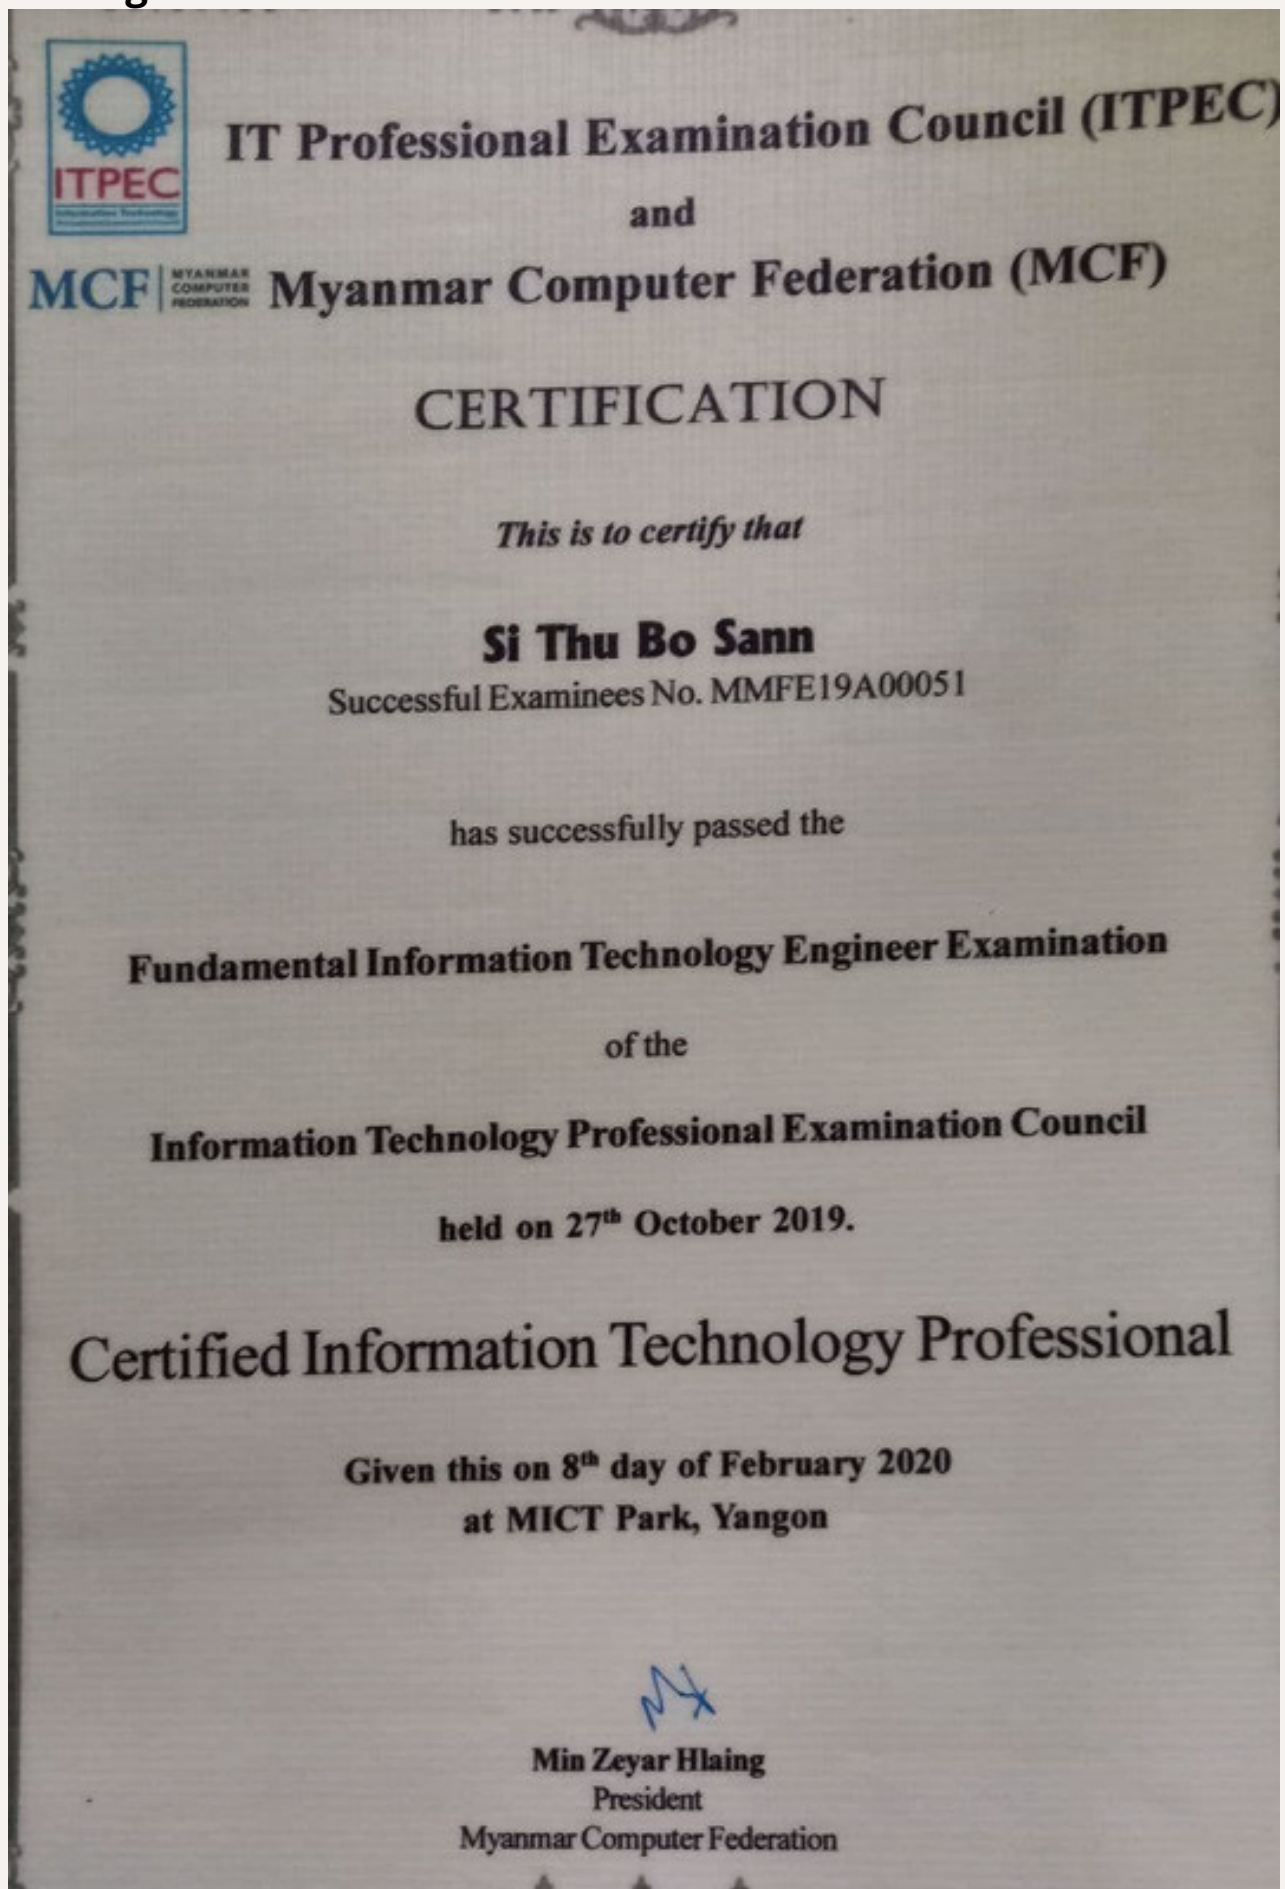 IT Professional Examination Council (ITPEC)
ITPEC
Information Technology
and
MCF MYANMAR COMPUTER FEDERATION Myanmar Computer Federation (MCF)
CERTIFICATION
This is to certify that
Si Thu Bo Sann
Successful Examinees No. MMFE19A00051
has successfully passed the
Fundamental Information Technology Engineer Examination
of the
Information Technology Professional Examination Council
held on 27th October 2019.
Certified Information Technology Professional
Given this on 8th day of February 2020
at MICT Park, Yangon
Min Zeyar Hlaing
President
Myanmar Computer Federation